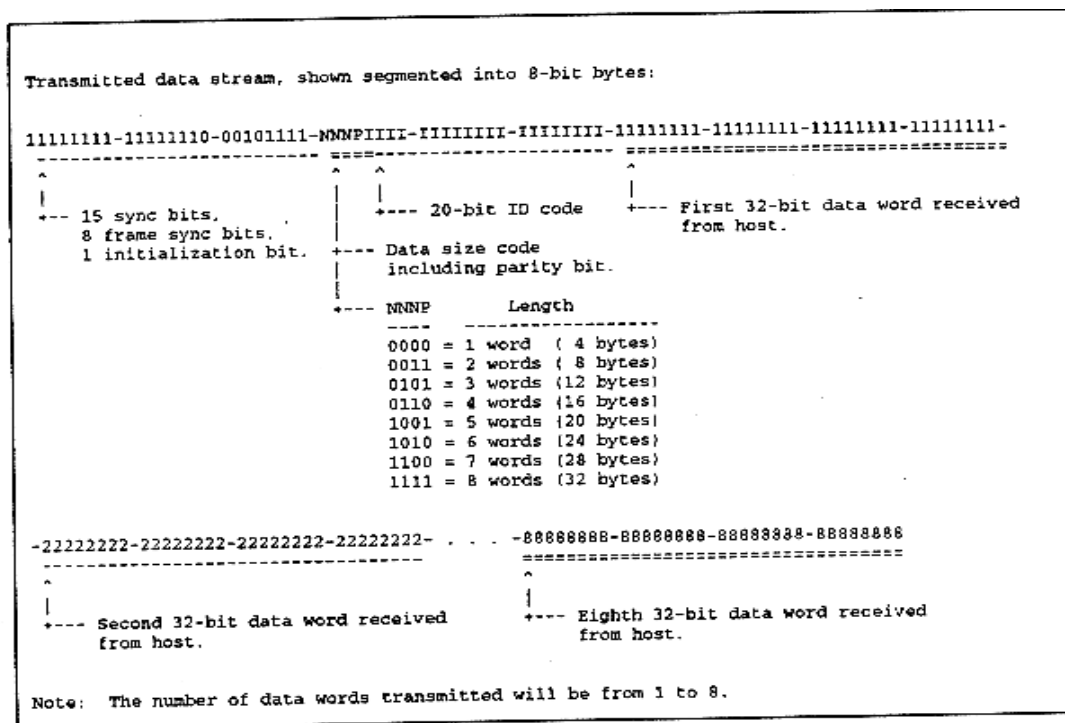 Transmitted data stream, shown segmented into 8-bit bytes:
11111111-11111110-00101111-NNNPIIII-IIIIIIII-IIIIIIII-11111111-11111111-11111111-11111111-
------------------------------ ====------------------------- ===================================
^ ^ ^ ^
| | | |
+-- 15 sync bits, | +--- 20-bit ID code +--- First 32-bit data word received
8 frame sync bits, | from host.
1 initialization bit. +--- Data size code
| including parity bit.
|
+--- NNNP Length
---- -------------------
0000 = 1 word ( 4 bytes)
0011 = 2 words ( 8 bytes)
0101 = 3 words (12 bytes)
0110 = 4 words (16 bytes)
1001 = 5 words (20 bytes)
1010 = 6 words (24 bytes)
1100 = 7 words (28 bytes)
1111 = 8 words (32 bytes)
-22222222-22222222-22222222-22222222- . . . -88888888-88888888-88888888-88888888
----------------------------------- ===================================
^ ^
| |
+--- Second 32-bit data word received +--- Eighth 32-bit data word received
from host. from host.
Note: The number of data words transmitted will be from 1 to 8.